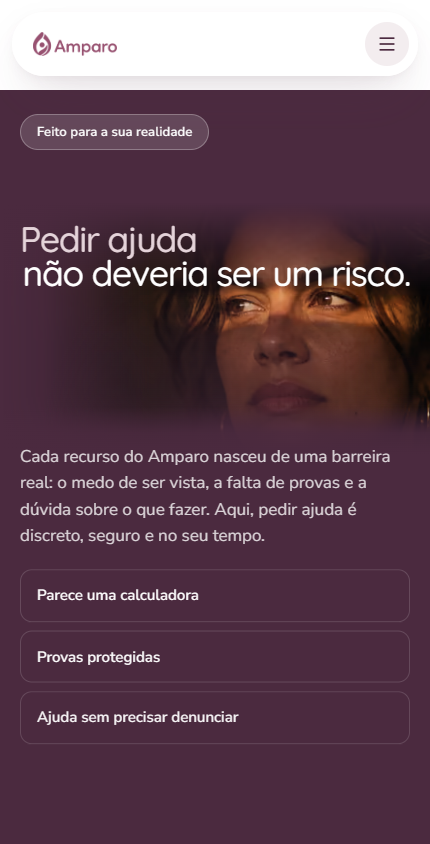 Amparo
Feito para a sua realidade
Pedir ajuda
não deveria ser um risco.
Cada recurso do Amparo nasceu de uma barreira
real: o medo de ser vista, a falta de provas e a
dúvida sobre o que fazer. Aqui, pedir ajuda é
discreto, seguro e no seu tempo.
Parece uma calculadora
Provas protegidas
Ajuda sem precisar denunciar